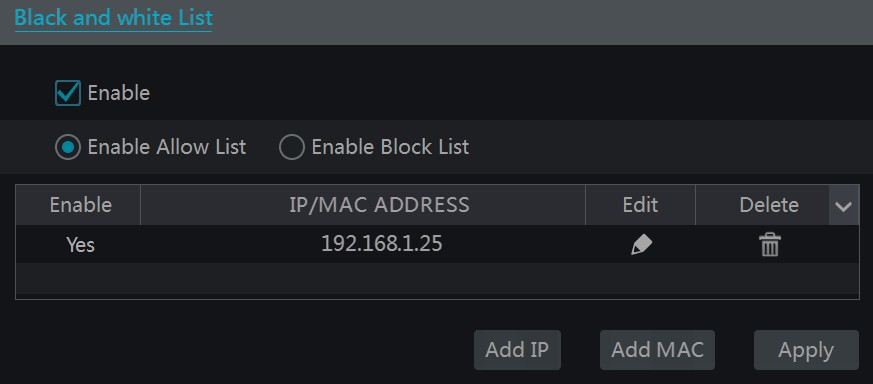 Black and white List
Enable
Enable Allow List Enable Block List
Enable IP/MAC ADDRESS Edit Delete
Yes 192.168.1.25
Add IP Add MAC Apply